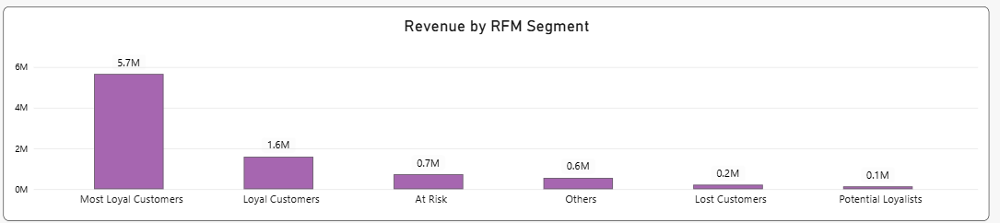 Revenue by RFM Segment
6M
4M
2M
0M
5.7M
1.6M
0.7M
0.6M
0.2M
0.1M
Most Loyal Customers
Loyal Customers
At Risk
Others
Lost Customers
Potential Loyalists